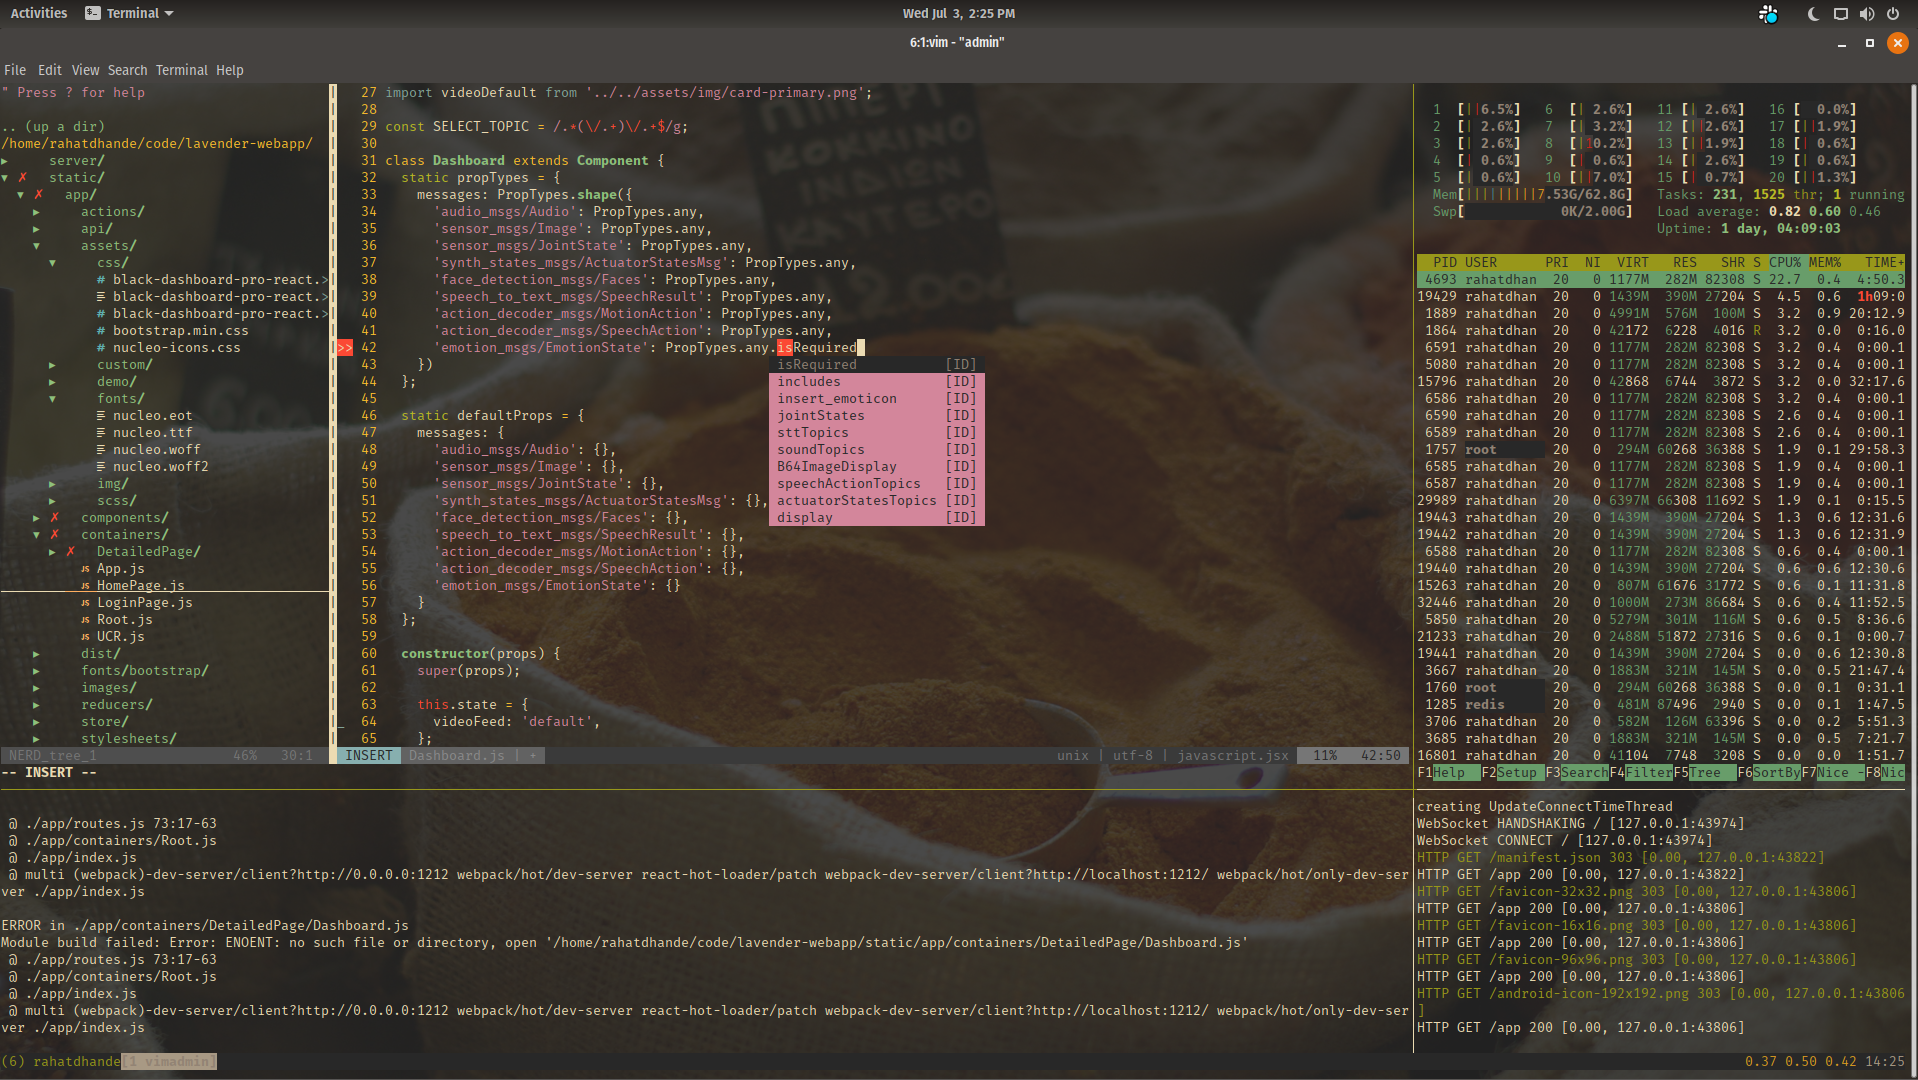 Activities Terminal Wed Jul 3, 2:25 PM
6:1:vim - "admin"
File Edit View Search Terminal Help
" Press ? for help
.. (up a dir)
/home/rahatdhande/code/lavender-webapp/
▸ server/
▾ ✗ static/
▾ ✗ app/
▸ actions/
▸ api/
▾ assets/
▾ css/
# black-dashboard-pro-react.>
black-dashboard-pro-react.>
# black-dashboard-pro-react.>
# bootstrap.min.css
# nucleo-icons.css
▸ custom/
▸ demo/
▾ fonts/
nucleo.eot
nucleo.ttf
nucleo.woff
nucleo.woff2
▸ img/
▸ scss/
▸ ✗ components/
▾ ✗ containers/
▸ ✗ DetailedPage/
JS App.js
JS HomePage.js
JS LoginPage.js
JS Root.js
JS UCR.js
▸ dist/
▸ fonts/bootstrap/
▸ images/
▸ reducers/
▸ store/
▸ stylesheets/
NERD_tree_1 46% 30:1
27 import videoDefault from '../../assets/img/card-primary.png';
28
29 const SELECT_TOPIC = /.*(\/.+)\/.+$/g;
30
31 class Dashboard extends Component {
32 static propTypes = {
33 messages: PropTypes.shape({
34 'audio_msgs/Audio': PropTypes.any,
35 'sensor_msgs/Image': PropTypes.any,
36 'sensor_msgs/JointState': PropTypes.any,
37 'synth_states_msgs/ActuatorStatesMsg': PropTypes.any,
38 'face_detection_msgs/Faces': PropTypes.any,
39 'speech_to_text_msgs/SpeechResult': PropTypes.any,
40 'action_decoder_msgs/MotionAction': PropTypes.any,
41 'action_decoder_msgs/SpeechAction': PropTypes.any,
>> 42 'emotion_msgs/EmotionState': PropTypes.any.isRequired
43 })
44 };
45
46 static defaultProps = {
47 messages: {
48 'audio_msgs/Audio': {},
49 'sensor_msgs/Image': {},
50 'sensor_msgs/JointState': {},
51 'synth_states_msgs/ActuatorStatesMsg': {},
52 'face_detection_msgs/Faces': {},
53 'speech_to_text_msgs/SpeechResult': {},
54 'action_decoder_msgs/MotionAction': {},
55 'action_decoder_msgs/SpeechAction': {},
56 'emotion_msgs/EmotionState': {}
57 }
58 };
59
60 constructor(props) {
61 super(props);
62
63 this.state = {
64 videoFeed: 'default',
65 };
isRequired [ID]
includes [ID]
insert_emoticon [ID]
jointStates [ID]
sttTopics [ID]
soundTopics [ID]
B64ImageDisplay [ID]
speechActionTopics [ID]
actuatorStatesTopics [ID]
display [ID]
INSERT Dashboard.js | + unix | utf-8 | javascript.jsx 11% 42:50
-- INSERT --
1 [||6.5%] 6 [| 2.6%] 11 [| 2.6%] 16 [ 0.0%]
2 [| 2.6%] 7 [| 3.2%] 12 [||2.6%] 17 [||1.9%]
3 [| 2.6%] 8 [|10.2%] 13 [||1.9%] 18 [| 0.6%]
4 [| 0.6%] 9 [| 0.6%] 14 [| 2.6%] 19 [| 0.6%]
5 [| 0.6%] 10 [||7.0%] 15 [| 0.7%] 20 [||1.3%]
Mem[|||||||||7.53G/62.8G] Tasks: 231, 1525 thr; 1 running
Swp[ 0K/2.00G] Load average: 0.82 0.60 0.46
Uptime: 1 day, 04:09:03
PID USER PRI NI VIRT RES SHR S CPU% MEM% TIME+
4693 rahatdhan 20 0 1177M 282M 82308 S 22.7 0.4 4:50.3
19429 rahatdhan 20 0 1439M 390M 27204 S 4.5 0.6 1h09:0
1889 rahatdhan 20 0 4991M 576M 100M S 3.2 0.9 20:12.9
1864 rahatdhan 20 0 42172 6228 4016 R 3.2 0.0 0:16.0
6591 rahatdhan 20 0 1177M 282M 82308 S 3.2 0.4 0:00.1
5080 rahatdhan 20 0 1177M 282M 82308 S 3.2 0.4 0:00.1
15796 rahatdhan 20 0 42868 6744 3872 S 3.2 0.0 32:17.6
6586 rahatdhan 20 0 1177M 282M 82308 S 3.2 0.4 0:00.1
6590 rahatdhan 20 0 1177M 282M 82308 S 2.6 0.4 0:00.1
6589 rahatdhan 20 0 1177M 282M 82308 S 2.6 0.4 0:00.1
1757 root 20 0 294M 60268 36388 S 1.9 0.1 29:58.3
6585 rahatdhan 20 0 1177M 282M 82308 S 1.9 0.4 0:00.1
6587 rahatdhan 20 0 1177M 282M 82308 S 1.9 0.4 0:00.1
29989 rahatdhan 20 0 6397M 66308 11692 S 1.9 0.1 0:15.5
19443 rahatdhan 20 0 1439M 390M 27204 S 1.3 0.6 12:31.6
19442 rahatdhan 20 0 1439M 390M 27204 S 1.3 0.6 12:31.9
6588 rahatdhan 20 0 1177M 282M 82308 S 0.6 0.4 0:00.1
19440 rahatdhan 20 0 1439M 390M 27204 S 0.6 0.6 12:30.6
15263 rahatdhan 20 0 807M 61676 31772 S 0.6 0.1 11:31.8
32446 rahatdhan 20 0 1000M 273M 86684 S 0.6 0.4 11:52.5
5850 rahatdhan 20 0 5279M 301M 116M S 0.6 0.5 8:36.6
21233 rahatdhan 20 0 2488M 51872 27316 S 0.6 0.1 0:00.7
19441 rahatdhan 20 0 1439M 390M 27204 S 0.0 0.6 12:30.8
3667 rahatdhan 20 0 1883M 321M 145M S 0.0 0.5 21:47.4
1760 root 20 0 294M 60268 36388 S 0.0 0.1 0:31.1
1285 redis 20 0 481M 87496 2940 S 0.0 0.1 1:47.5
3706 rahatdhan 20 0 582M 126M 63396 S 0.0 0.2 5:51.3
3685 rahatdhan 20 0 1883M 321M 145M S 0.0 0.5 7:21.7
16801 rahatdhan 20 0 41104 7748 3208 S 0.0 0.0 1:51.7
F1Help F2Setup F3SearchF4FilterF5Tree F6SortByF7Nice -F8Nic
@ ./app/routes.js 73:17-63
@ ./app/containers/Root.js
@ ./app/index.js
@ multi (webpack)-dev-server/client?http://0.0.0.0:1212 webpack/hot/dev-server react-hot-loader/patch webpack-dev-server/client?http://localhost:1212/ webpack/hot/only-dev-ser
ver ./app/index.js
ERROR in ./app/containers/DetailedPage/Dashboard.js
Module build failed: Error: ENOENT: no such file or directory, open '/home/rahatdhande/code/lavender-webapp/static/app/containers/DetailedPage/Dashboard.js'
@ ./app/routes.js 73:17-63
@ ./app/containers/Root.js
@ ./app/index.js
@ multi (webpack)-dev-server/client?http://0.0.0.0:1212 webpack/hot/dev-server react-hot-loader/patch webpack-dev-server/client?http://localhost:1212/ webpack/hot/only-dev-ser
ver ./app/index.js
creating UpdateConnectTimeThread
WebSocket HANDSHAKING / [127.0.0.1:43974]
WebSocket CONNECT / [127.0.0.1:43974]
HTTP GET /manifest.json 303 [0.00, 127.0.0.1:43822]
HTTP GET /app 200 [0.00, 127.0.0.1:43822]
HTTP GET /favicon-32x32.png 303 [0.00, 127.0.0.1:43806]
HTTP GET /app 200 [0.00, 127.0.0.1:43806]
HTTP GET /favicon-16x16.png 303 [0.00, 127.0.0.1:43806]
HTTP GET /app 200 [0.00, 127.0.0.1:43806]
HTTP GET /favicon-96x96.png 303 [0.00, 127.0.0.1:43806]
HTTP GET /app 200 [0.00, 127.0.0.1:43806]
HTTP GET /android-icon-192x192.png 303 [0.00, 127.0.0.1:43806
]
HTTP GET /app 200 [0.00, 127.0.0.1:43806]
(6) rahatdhande[1 vimadmin] 0.37 0.50 0.42 14:25